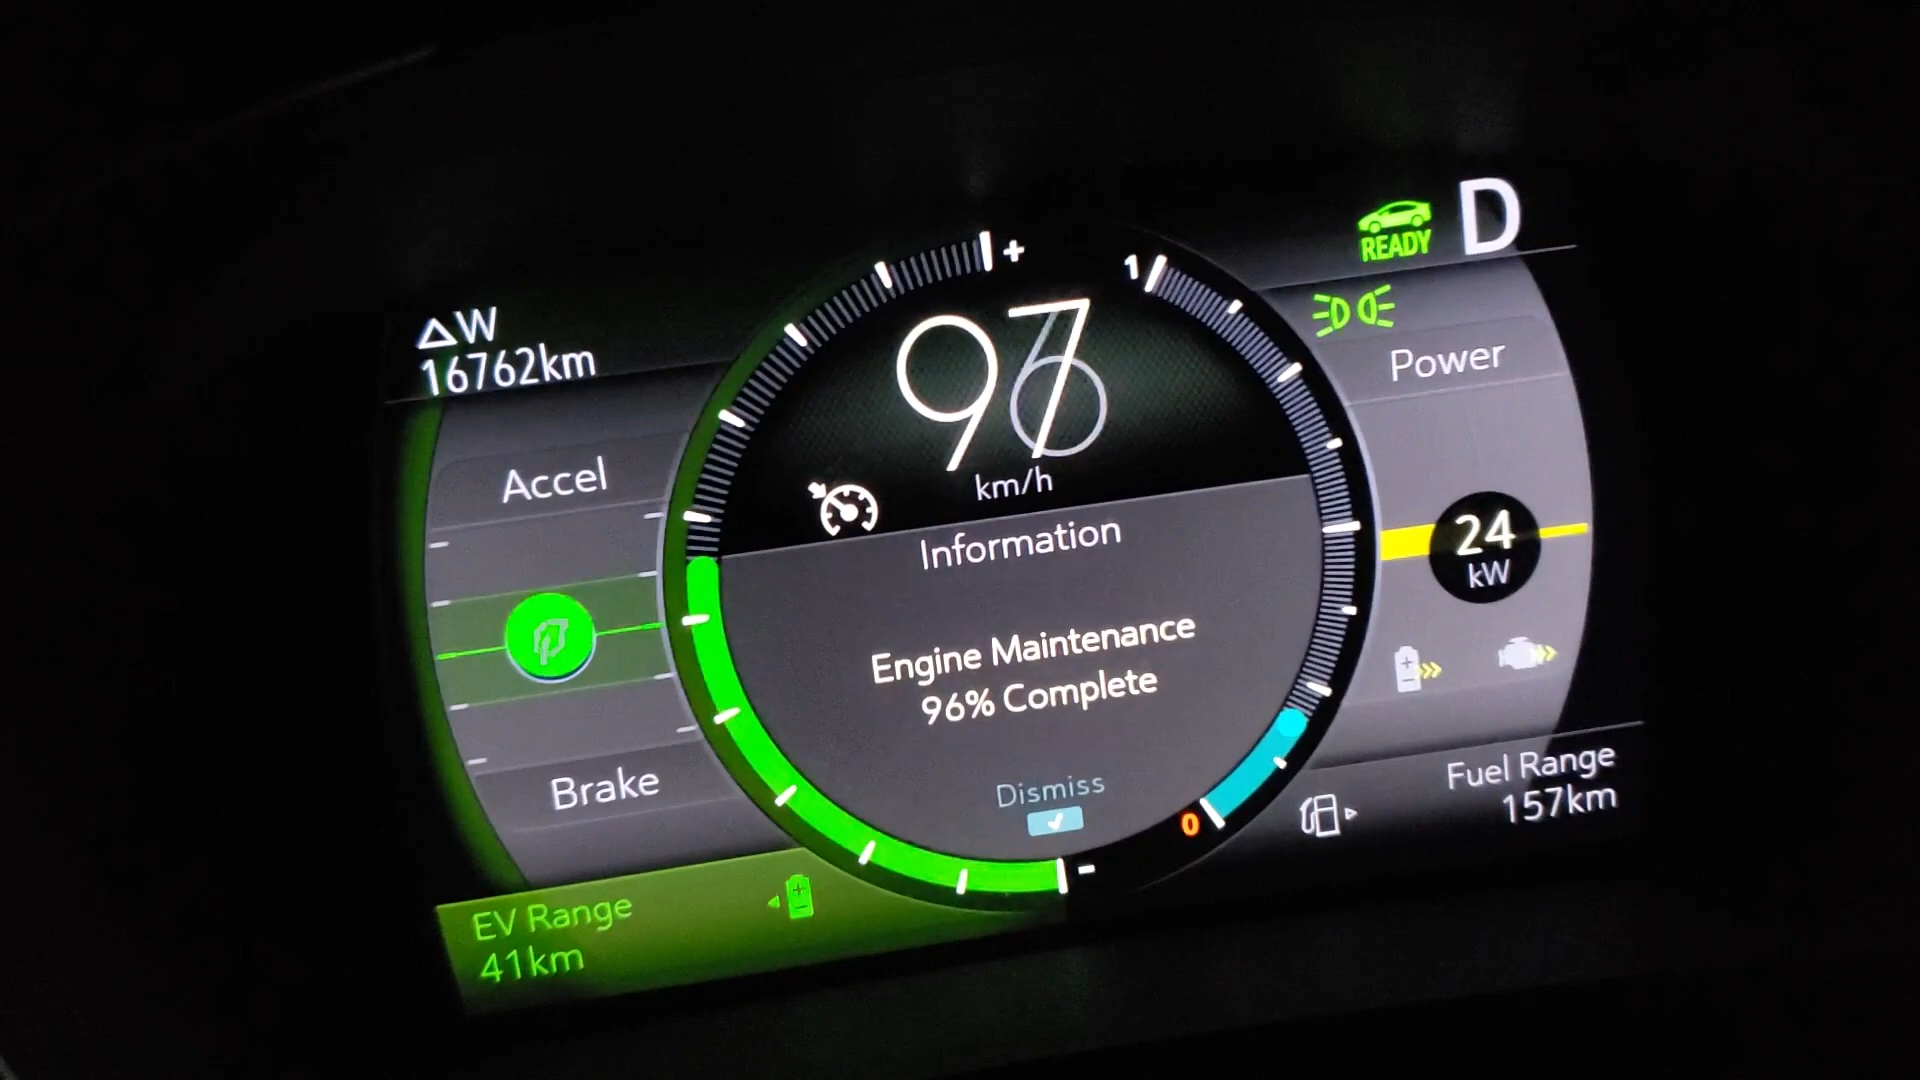 D
READY
△W
16762km
+
1
97
km/h
Power
Accel
Information
24
kW
Engine Maintenance
96% Complete
Brake
Dismiss
Fuel Range
157km
0
-
EV Range
41km